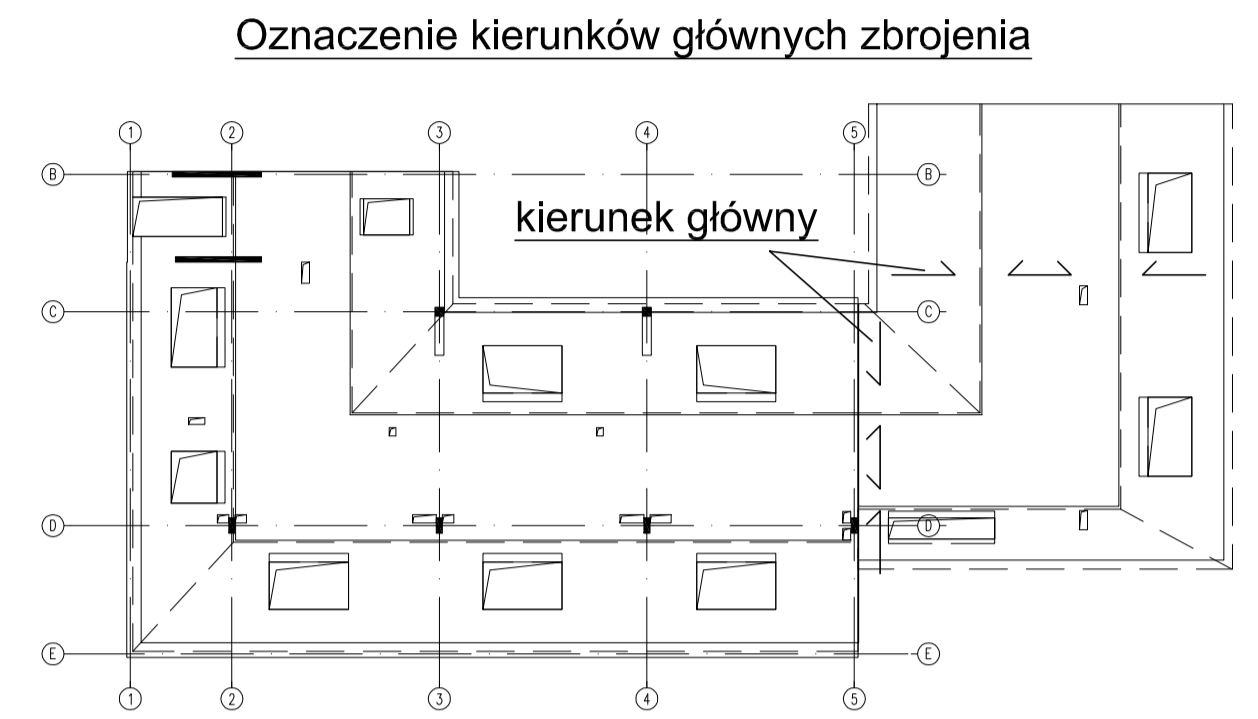 Oznaczenie kierunków głównych zbrojenia
1 2 3 4 5
B B
kierunek główny
C C
D D
E E
1 2 3 4 5